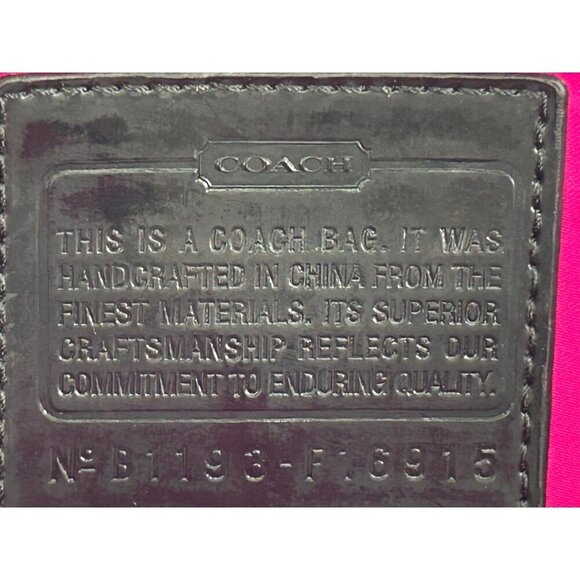 COACH
THIS IS A COACH BAG. IT WAS
HANDCRAFTED IN CHINA FROM THE
FINEST MATERIALS. ITS SUPERIOR
CRAFTSMANSHIP REFLECTS OUR
COMMITMENT TO ENDURING QUALITY.
Nº B1193-F16915